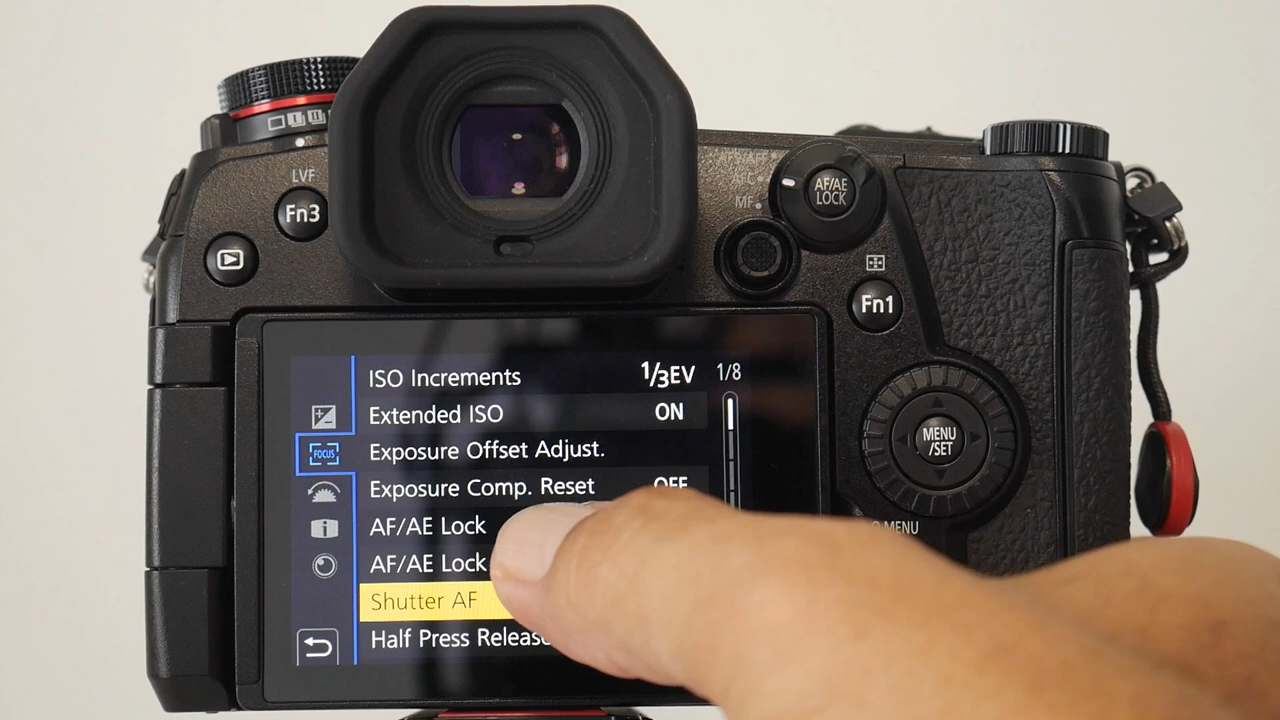 LVF
Fn3
AFS/AFF
AFC
MF
AF/AE
LOCK
Fn1
MENU
/SET
MENU
ISO Increments 1/3EV 1/8
Extended ISO ON
Exposure Offset Adjust.
Exposure Comp. Reset OFF
FOCUS
AF/AE Lock
AF/AE Lock
Shutter AF
Half Press Release